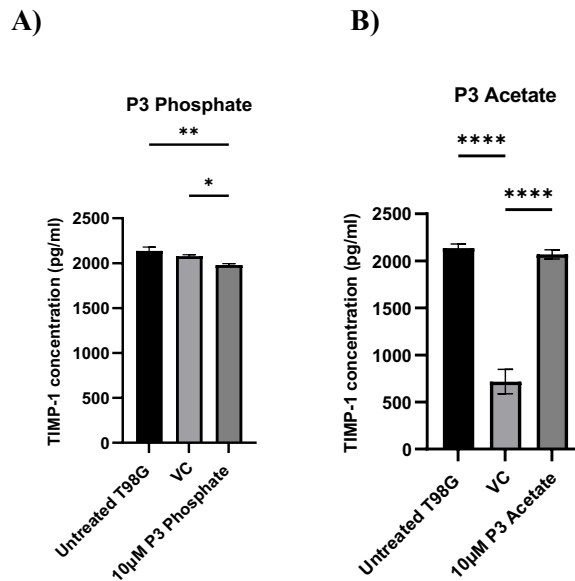 A)
P3 Phosphate
**
*
TIMP-1 concentration (pg/ml)
2500
2000
1500
1000
500
0
Untreated T98G
VC
10µM P3 Phosphate
B)
P3 Acetate
****
****
TIMP-1 concentration (pg/ml)
2500
2000
1500
1000
500
0
Untreated T98G
VC
10µM P3 Acetate